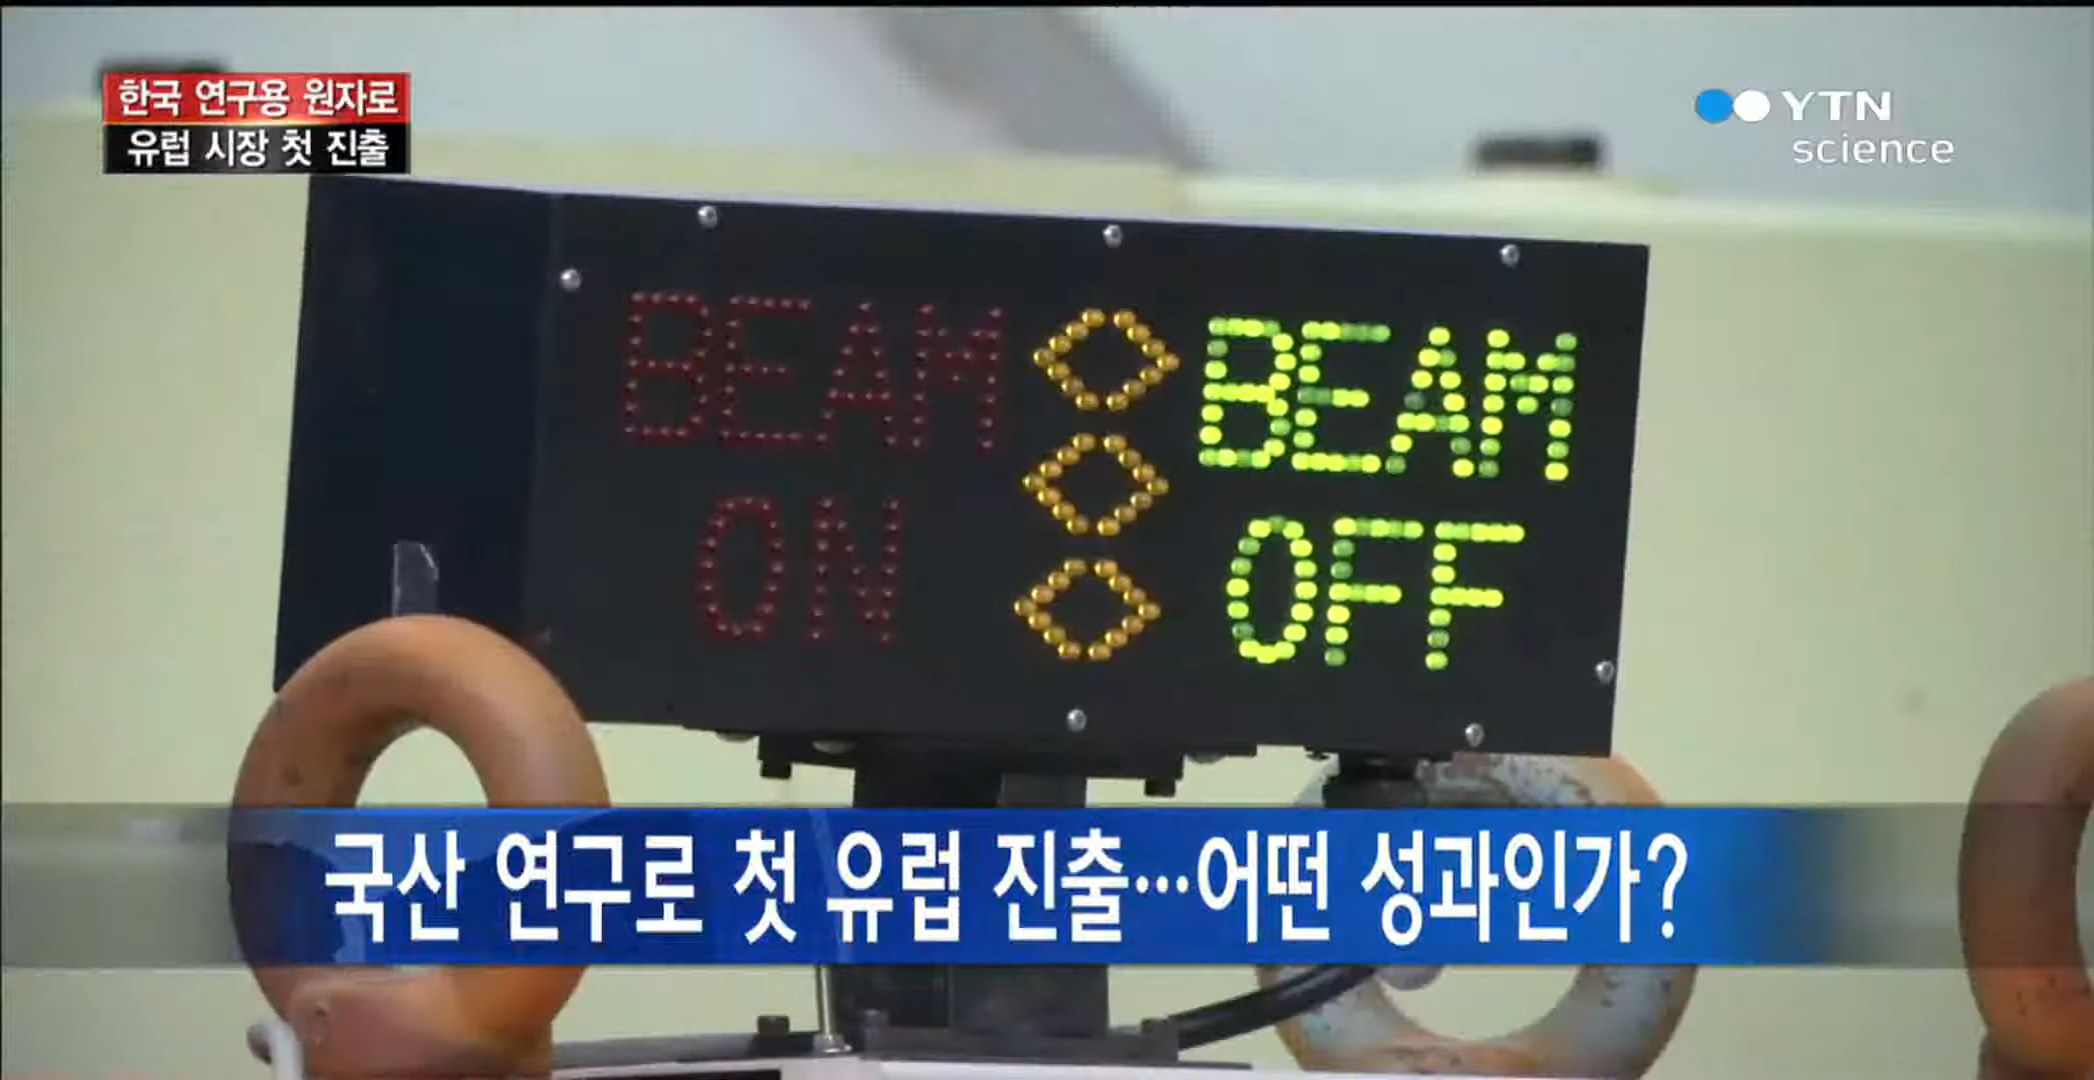 한국 연구용 원자로
유럽 시장 첫 진출
YTN
science
BEAM
ON
BEAM
OFF
국산 연구로 첫 유럽 진출…어떤 성과인가?